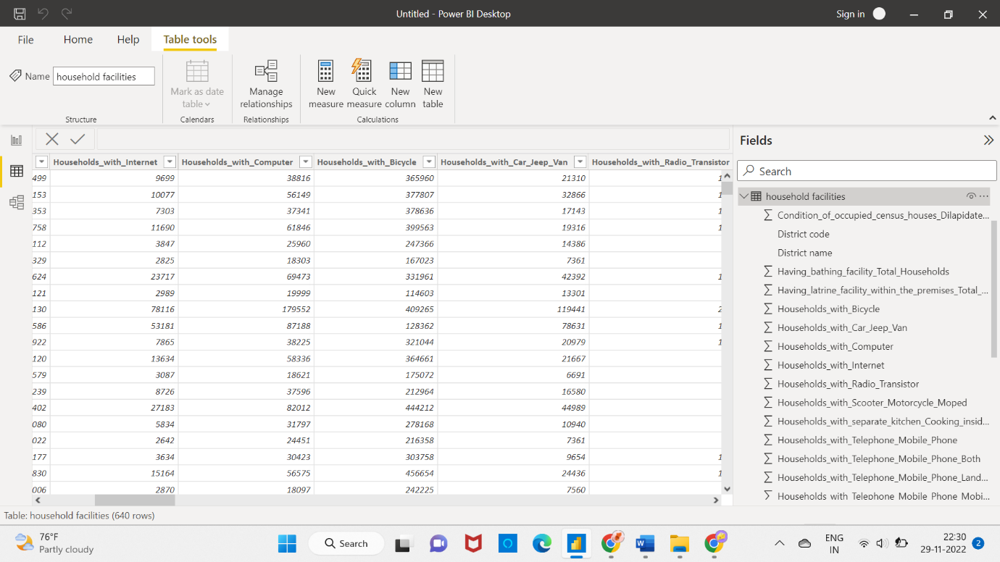 Untitled - Power BI Desktop
Sign in
File Home Help Table tools
Name household facilities
Mark as date table
Manage relationships
New measure
Quick measure
New column
New table
Structure Calendars Relationships Calculations
Households_with_Internet Households_with_Computer Households_with_Bicycle Households_with_Car_Jeep_Van Households_with_Radio_Transistor
499 9699 38816 365960 21310 1
153 10077 56149 377807 32866 1
353 7303 37341 378636 17143 1
758 11690 61846 399563 19316 1
112 3847 25960 247366 14386
329 2825 18303 167023 7361
624 23717 69473 331961 42392 1
121 2989 19999 114603 13301
130 78116 179552 409265 119441 2
586 53181 87188 128362 78631 1
922 7865 38225 321044 20979 1
120 13634 58336 364661 21667
579 3087 18621 175072 6691
239 8726 37596 212964 16580
402 27183 82012 444212 44989
080 5834 31797 278168 10940
022 2642 24451 216358 7361
177 3634 30423 303758 9654 1
830 15164 56575 456654 24436 1
006 2870 18097 242225 7560
Fields
Search
household facilities
Condition_of_occupied_census_houses_Dilapidate...
District code
District name
Having_bathing_facility_Total_Households
Having_latrine_facility_within_the_premises_Total_...
Households_with_Bicycle
Households_with_Car_Jeep_Van
Households_with_Computer
Households_with_Internet
Households_with_Radio_Transistor
Households_with_Scooter_Motorcycle_Moped
Households_with_separate_kitchen_Cooking_insid...
Households_with_Telephone_Mobile_Phone
Households_with_Telephone_Mobile_Phone_Both
Households_with_Telephone_Mobile_Phone_Land...
Households_with_Telephone_Mobile_Phone_Mobi...
Table: household facilities (640 rows)
76°F
Partly cloudy
Search
ENG
IN
22:30
29-11-2022
2